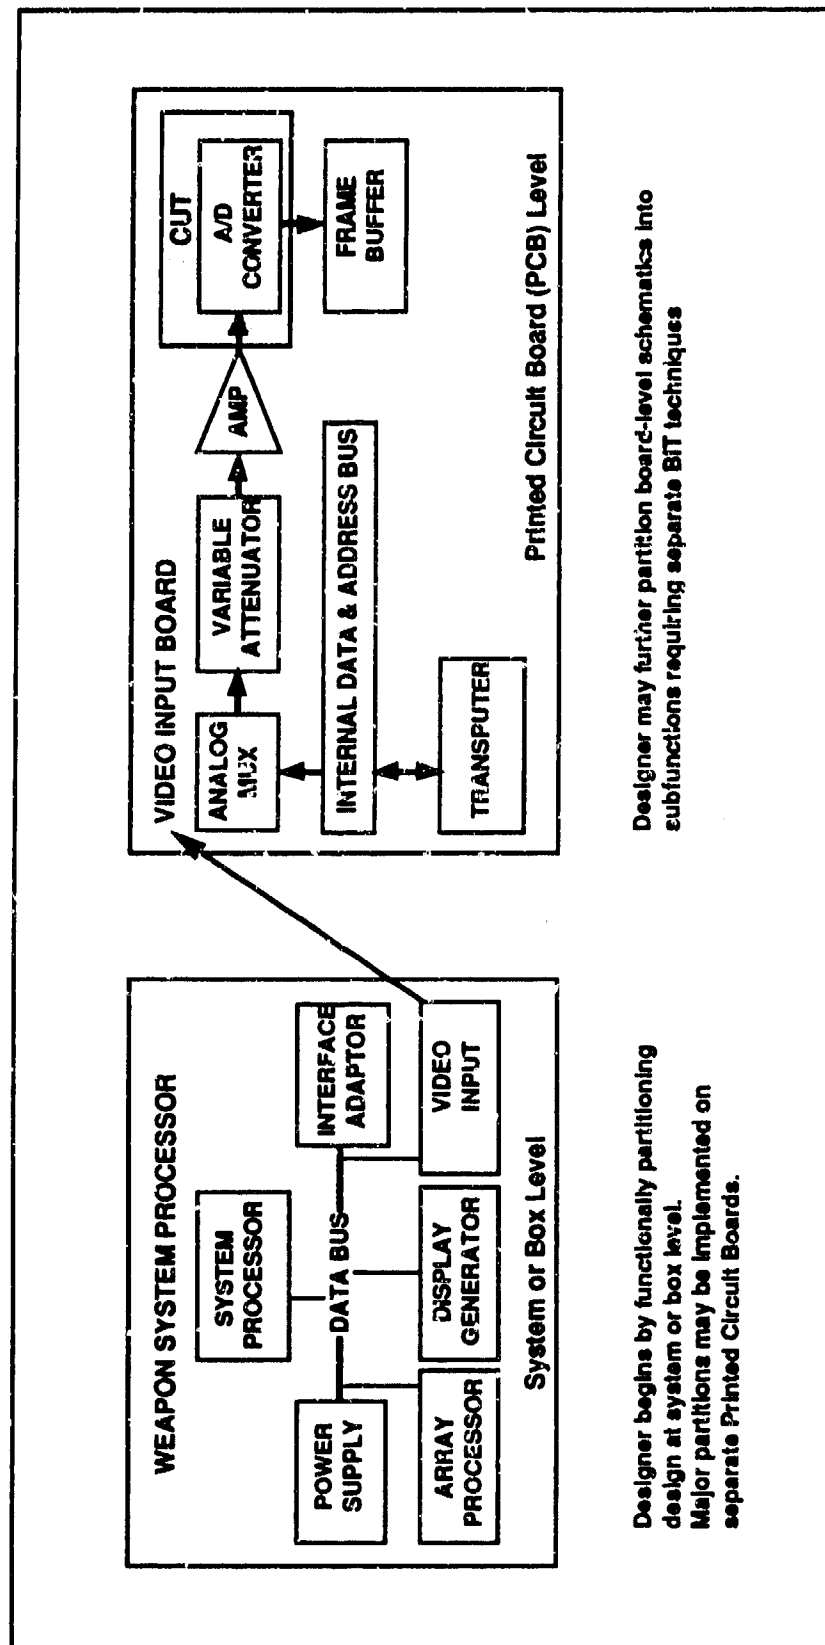 WEAPON SYSTEM PROCESSOR
SYSTEM
PROCESSOR
POWER
SUPPLY
DATA BUS
INTERFACE
ADAPTOR
ARRAY
PROCESSOR
DISPLAY
GENERATOR
VIDEO
INPUT
System or Box Level
Designer begins by functionally partitioning
design at system or box level.
Major partitions may be implemented on
separate Printed Circuit Boards.
VIDEO INPUT BOARD
ANALOG
MUX
VARIABLE
ATTENUATOR
AMP
CUT
A/D
CONVERTER
INTERNAL DATA & ADDRESS BUS
FRAME
BUFFER
TRANSPUTER
Printed Circuit Board (PCB) Level
Designer may further partition board-level schematics into
subfunctions requiring separate BIT techniques